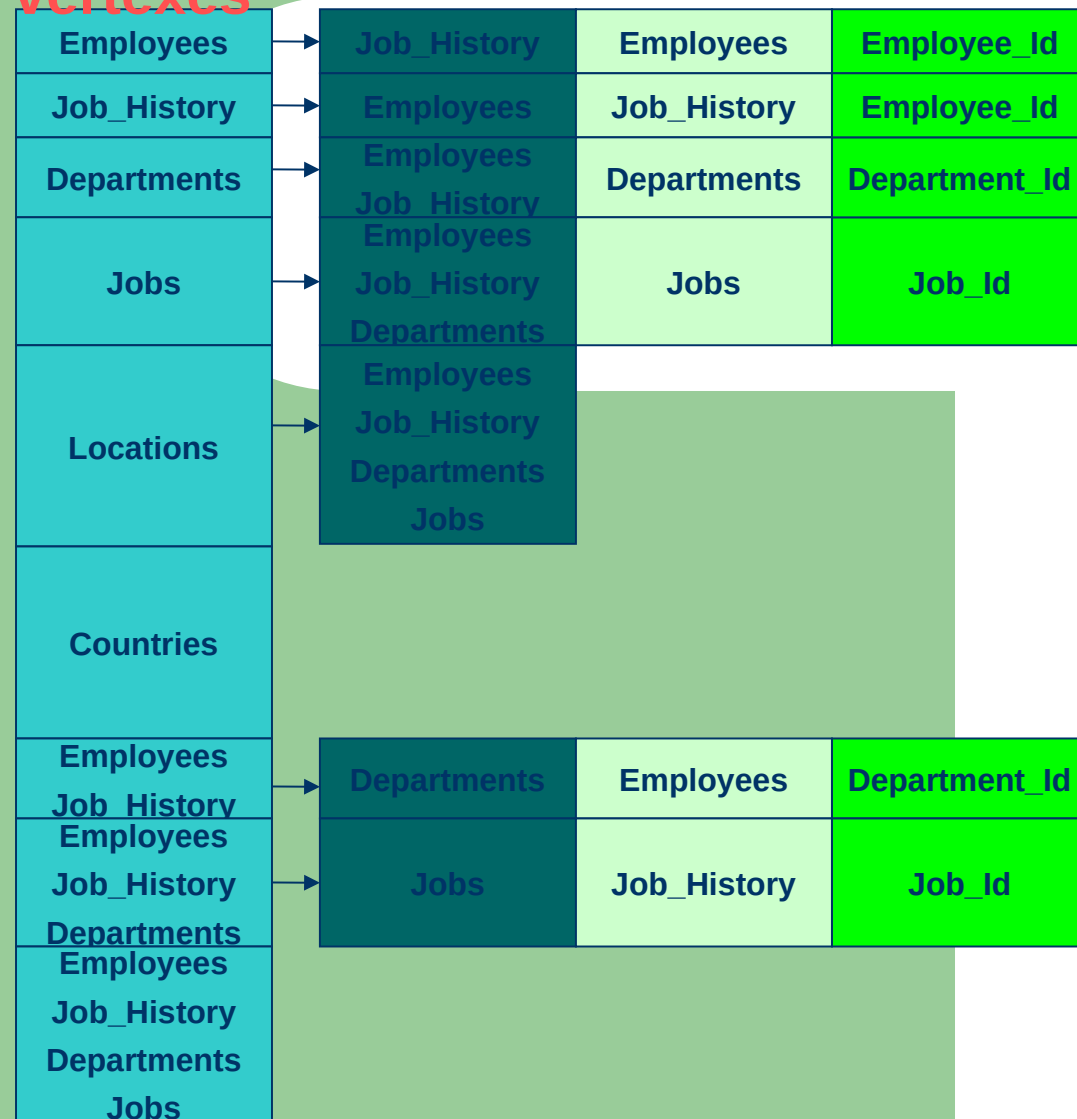 Vertexes
Employees Job_History Employees Employee_Id
Job_History Employees Job_History Employee_Id
Departments Employees Departments Department_Id
Job_History
Jobs Employees Jobs Job_Id
Job_History
Departments
Locations Employees
Job_History
Departments
Jobs
Countries
Employees Departments Employees Department_Id
Job_History
Employees Jobs Job_History Job_Id
Job_History
Departments
Employees
Job_History
Departments
Jobs